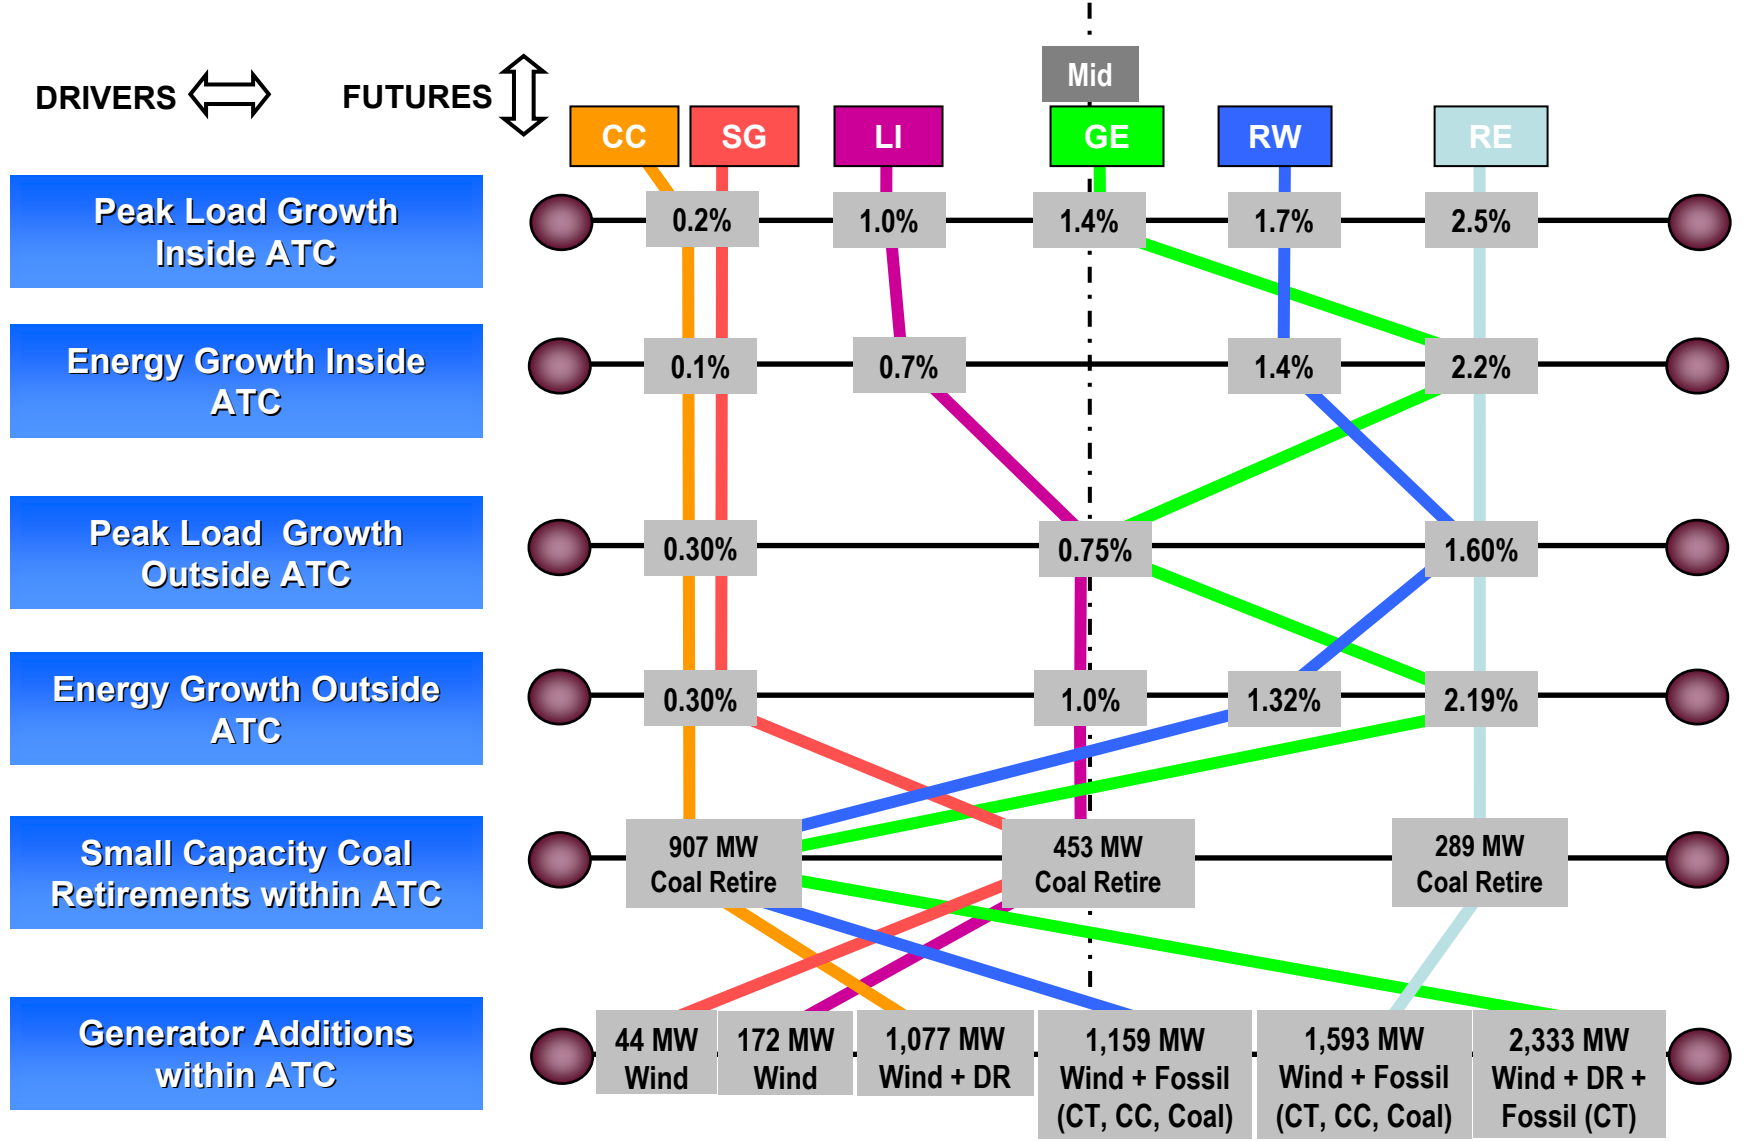 Mid
DRIVERS FUTURES
CC SG LI GE RW RE
Peak Load Growth
Inside ATC
0.2% 1.0% 1.4% 1.7% 2.5%
Energy Growth Inside
ATC
0.1% 0.7% 1.4% 2.2%
Peak Load Growth
Outside ATC
0.30% 0.75% 1.60%
Energy Growth Outside
ATC
0.30% 1.0% 1.32% 2.19%
Small Capacity Coal
Retirements within ATC
907 MW
Coal Retire
453 MW
Coal Retire
289 MW
Coal Retire
Generator Additions
within ATC
44 MW
Wind
172 MW
Wind
1,077 MW
Wind + DR
1,159 MW
Wind + Fossil
(CT, CC, Coal)
1,593 MW
Wind + Fossil
(CT, CC, Coal)
2,333 MW
Wind + DR +
Fossil (CT)